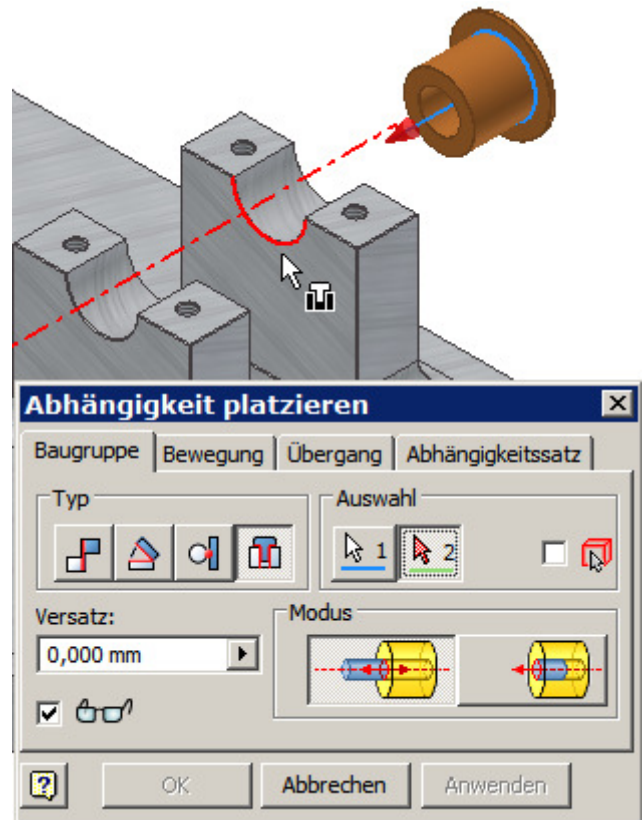 Abhängigkeit platzieren
Baugruppe Bewegung Übergang Abhängigkeitssatz
Typ Auswahl
1 2
Versatz: Modus
0,000 mm
? OK Abbrechen Anwenden